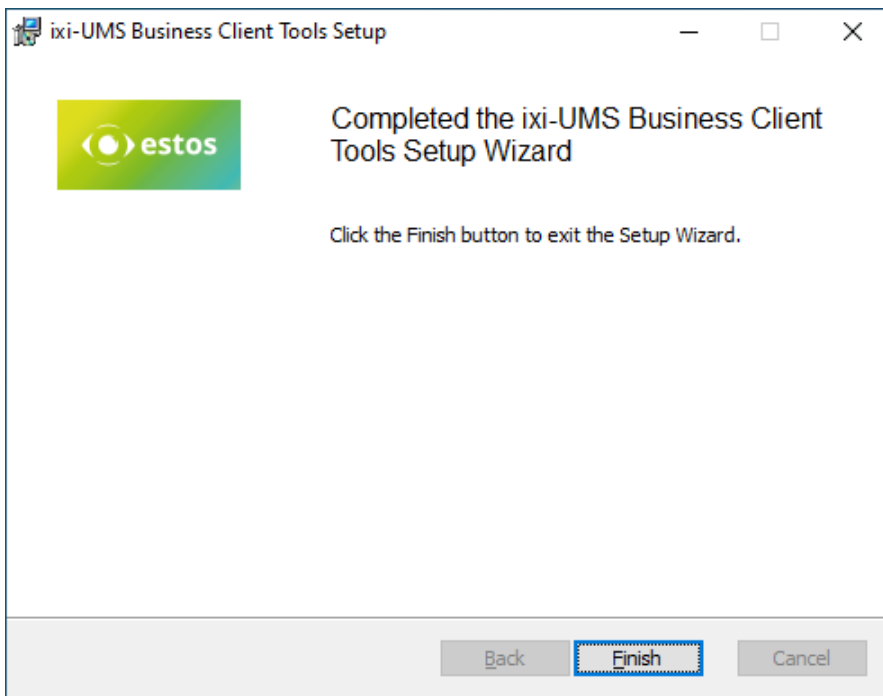 ixi-UMS Business Client Tools Setup
estos
Completed the ixi-UMS Business Client
Tools Setup Wizard
Click the Finish button to exit the Setup Wizard.
Back
Finish
Cancel